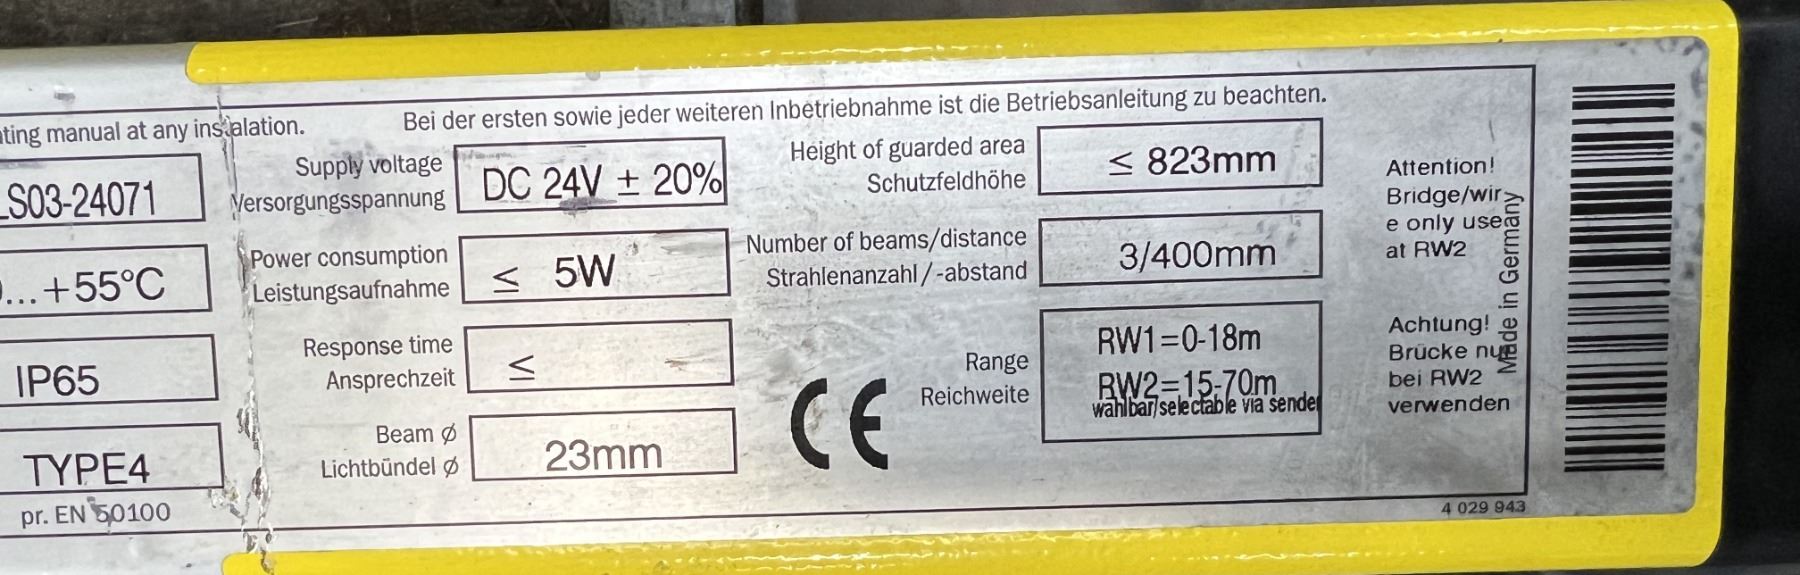 ting manual at any instalation.
Bei der ersten sowie jeder weiteren Inbetriebnahme ist die Betriebsanleitung zu beachten.
LS03-24071
...+55°C
IP65
TYPE4
pr. EN 50100
Supply voltage
Versorgungsspannung
DC 24V ± 20%
Power consumption
Leistungsaufnahme
≤ 5W
Response time
Ansprechzeit
≤
Beam ∅
Lichtbündel ∅
23mm
Height of guarded area
Schutzfeldhöhe
≤ 823mm
Number of beams/distance
Strahlenanzahl/-abstand
3/400mm
CE
Range
Reichweite
RW1=0-18m
RW2=15-70m
wahlbar/selectable via sender
Attention!
Bridge/wir
e only use
at RW2
Achtung!
Brücke nur
bei RW2
verwenden
Made in Germany
4 029 943